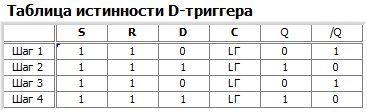 Таблица истинности D-триггера
S R D C Q /Q
Шаг 1 1 1 0 LГ 0 1
Шаг 2 1 1 1 LГ 1 0
Шаг 3 1 1 0 LГ 0 1
Шаг 4 1 1 1 LГ 1 0